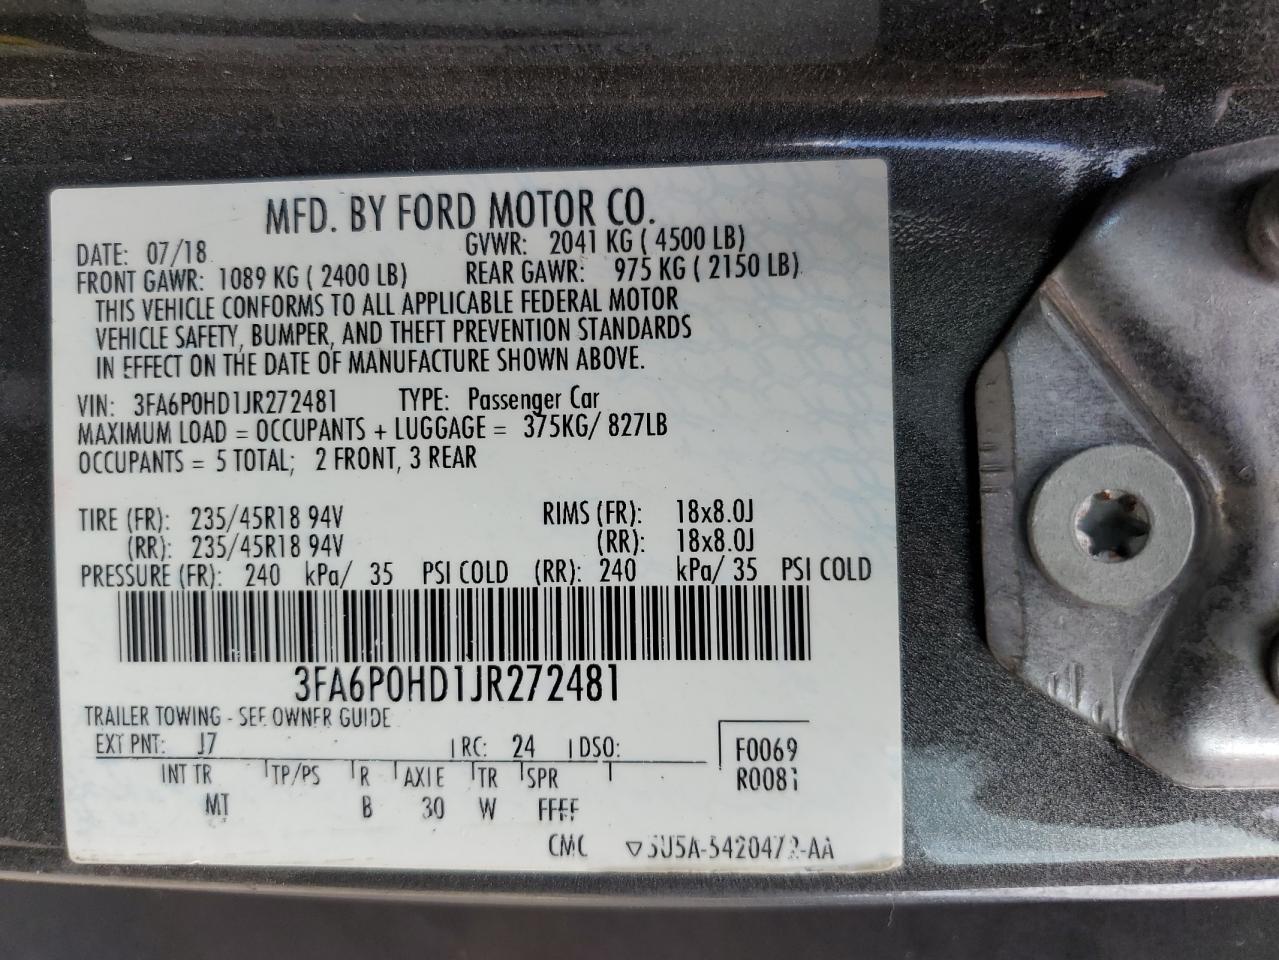 MFD. BY FORD MOTOR CO.
DATE: 07/18 GVWR: 2041 KG ( 4500 LB)
FRONT GAWR: 1089 KG ( 2400 LB) REAR GAWR: 975 KG ( 2150 LB)
THIS VEHICLE CONFORMS TO ALL APPLICABLE FEDERAL MOTOR
VEHICLE SAFETY, BUMPER, AND THEFT PREVENTION STANDARDS
IN EFFECT ON THE DATE OF MANUFACTURE SHOWN ABOVE.
VIN: 3FA6P0HD1JR272481 TYPE: Passenger Car
MAXIMUM LOAD = OCCUPANTS + LUGGAGE = 375KG/ 827LB
OCCUPANTS = 5 TOTAL; 2 FRONT, 3 REAR
TIRE (FR): 235/45R18 94V RIMS (FR): 18x8.0J
(RR): 235/45R18 94V (RR): 18x8.0J
PRESSURE (FR): 240 kPa/ 35 PSI COLD (RR): 240 kPa/ 35 PSI COLD
3FA6P0HD1JR272481
TRAILER TOWING - SEE OWNER GUIDE
EXT PNT: J7 RC: 24 DSO: F0069
INT TR TP/PS R AXLE TR SPR R0081
MT B 30 W FFFF
CMC ▽5U5A-5420472-AA